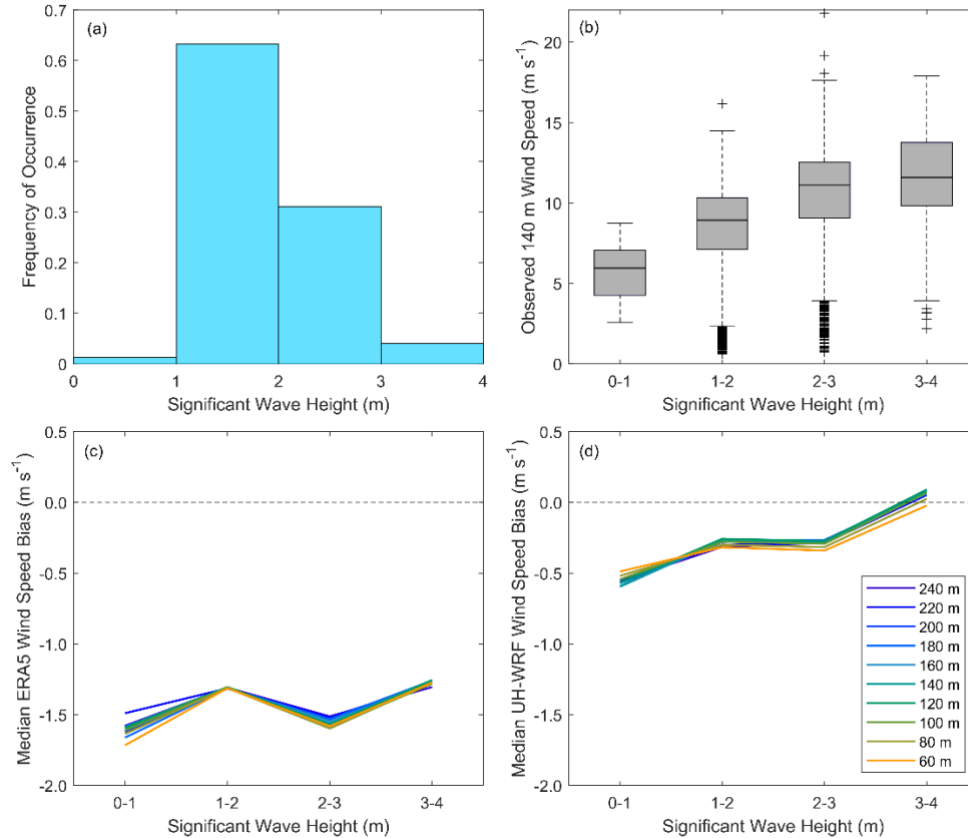 (a)
Frequency of Occurrence
0.7
0.6
0.5
0.4
0.3
0.2
0.1
0
0 1 2 3 4
Significant Wave Height (m)
(b)
Observed 140 m Wind Speed (m s⁻¹)
20
15
10
5
0
0-1 1-2 2-3 3-4
Significant Wave Height (m)
(c)
Median ERA5 Wind Speed Bias (m s⁻¹)
0.5
0.0
-0.5
-1.0
-1.5
-2.0
0-1 1-2 2-3 3-4
Significant Wave Height (m)
(d)
Median UH-WRF Wind Speed Bias (m s⁻¹)
0.5
0.0
-0.5
-1.0
-1.5
-2.0
0-1 1-2 2-3 3-4
Significant Wave Height (m)
240 m
220 m
200 m
180 m
160 m
140 m
120 m
100 m
80 m
60 m